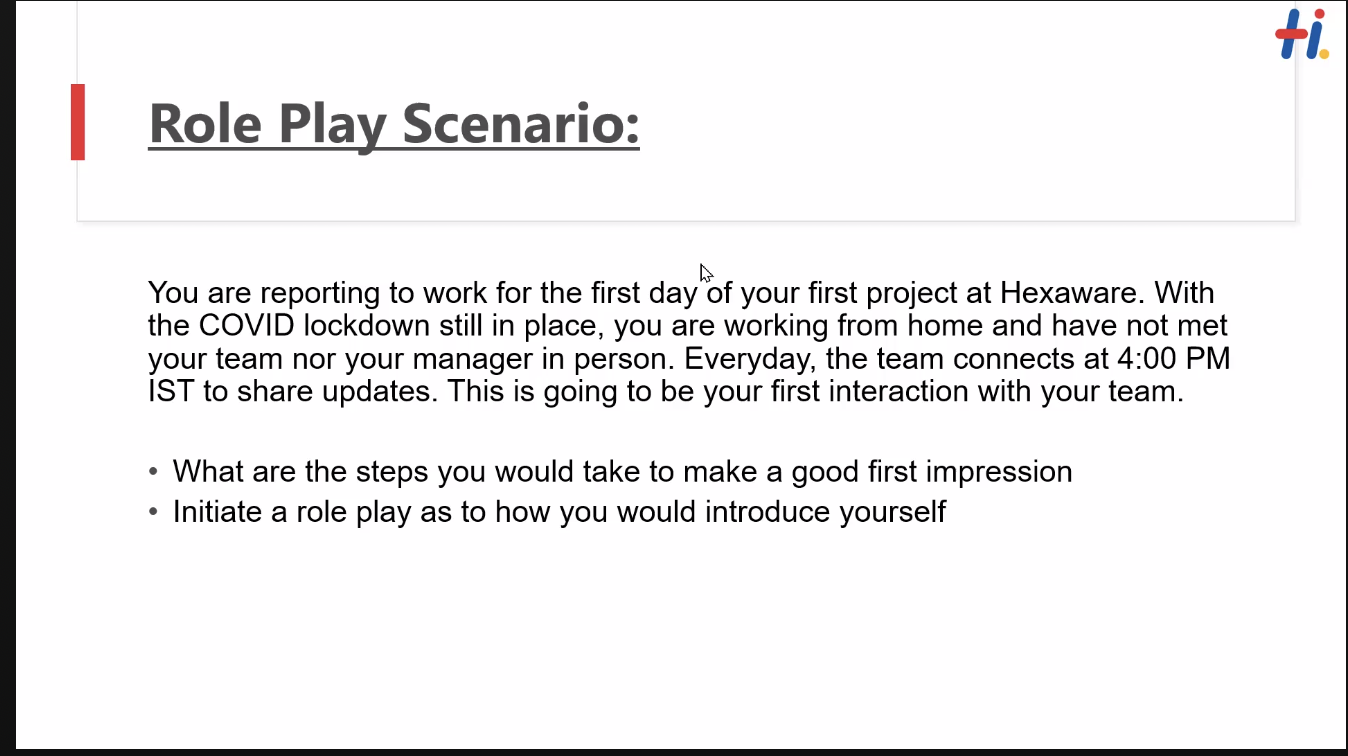 Hi.
Role Play Scenario:
You are reporting to work for the first day of your first project at Hexaware. With
the COVID lockdown still in place, you are working from home and have not met
your team nor your manager in person. Everyday, the team connects at 4:00 PM
IST to share updates. This is going to be your first interaction with your team.
• What are the steps you would take to make a good first impression
• Initiate a role play as to how you would introduce yourself